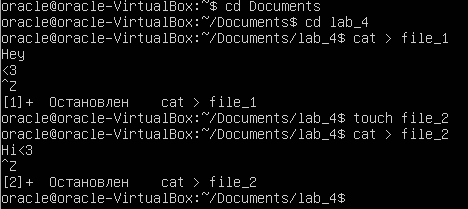 oracle@oracle-VirtualBox:~$ cd Documents
oracle@oracle-VirtualBox:~/Documents$ cd lab_4
oracle@oracle-VirtualBox:~/Documents/lab_4$ cat > file_1
Hey
<3
^Z
[1]+  Остановлен    cat > file_1
oracle@oracle-VirtualBox:~/Documents/lab_4$ touch file_2
oracle@oracle-VirtualBox:~/Documents/lab_4$ cat > file_2
Hi<3
^Z
[2]+  Остановлен    cat > file_2
oracle@oracle-VirtualBox:~/Documents/lab_4$